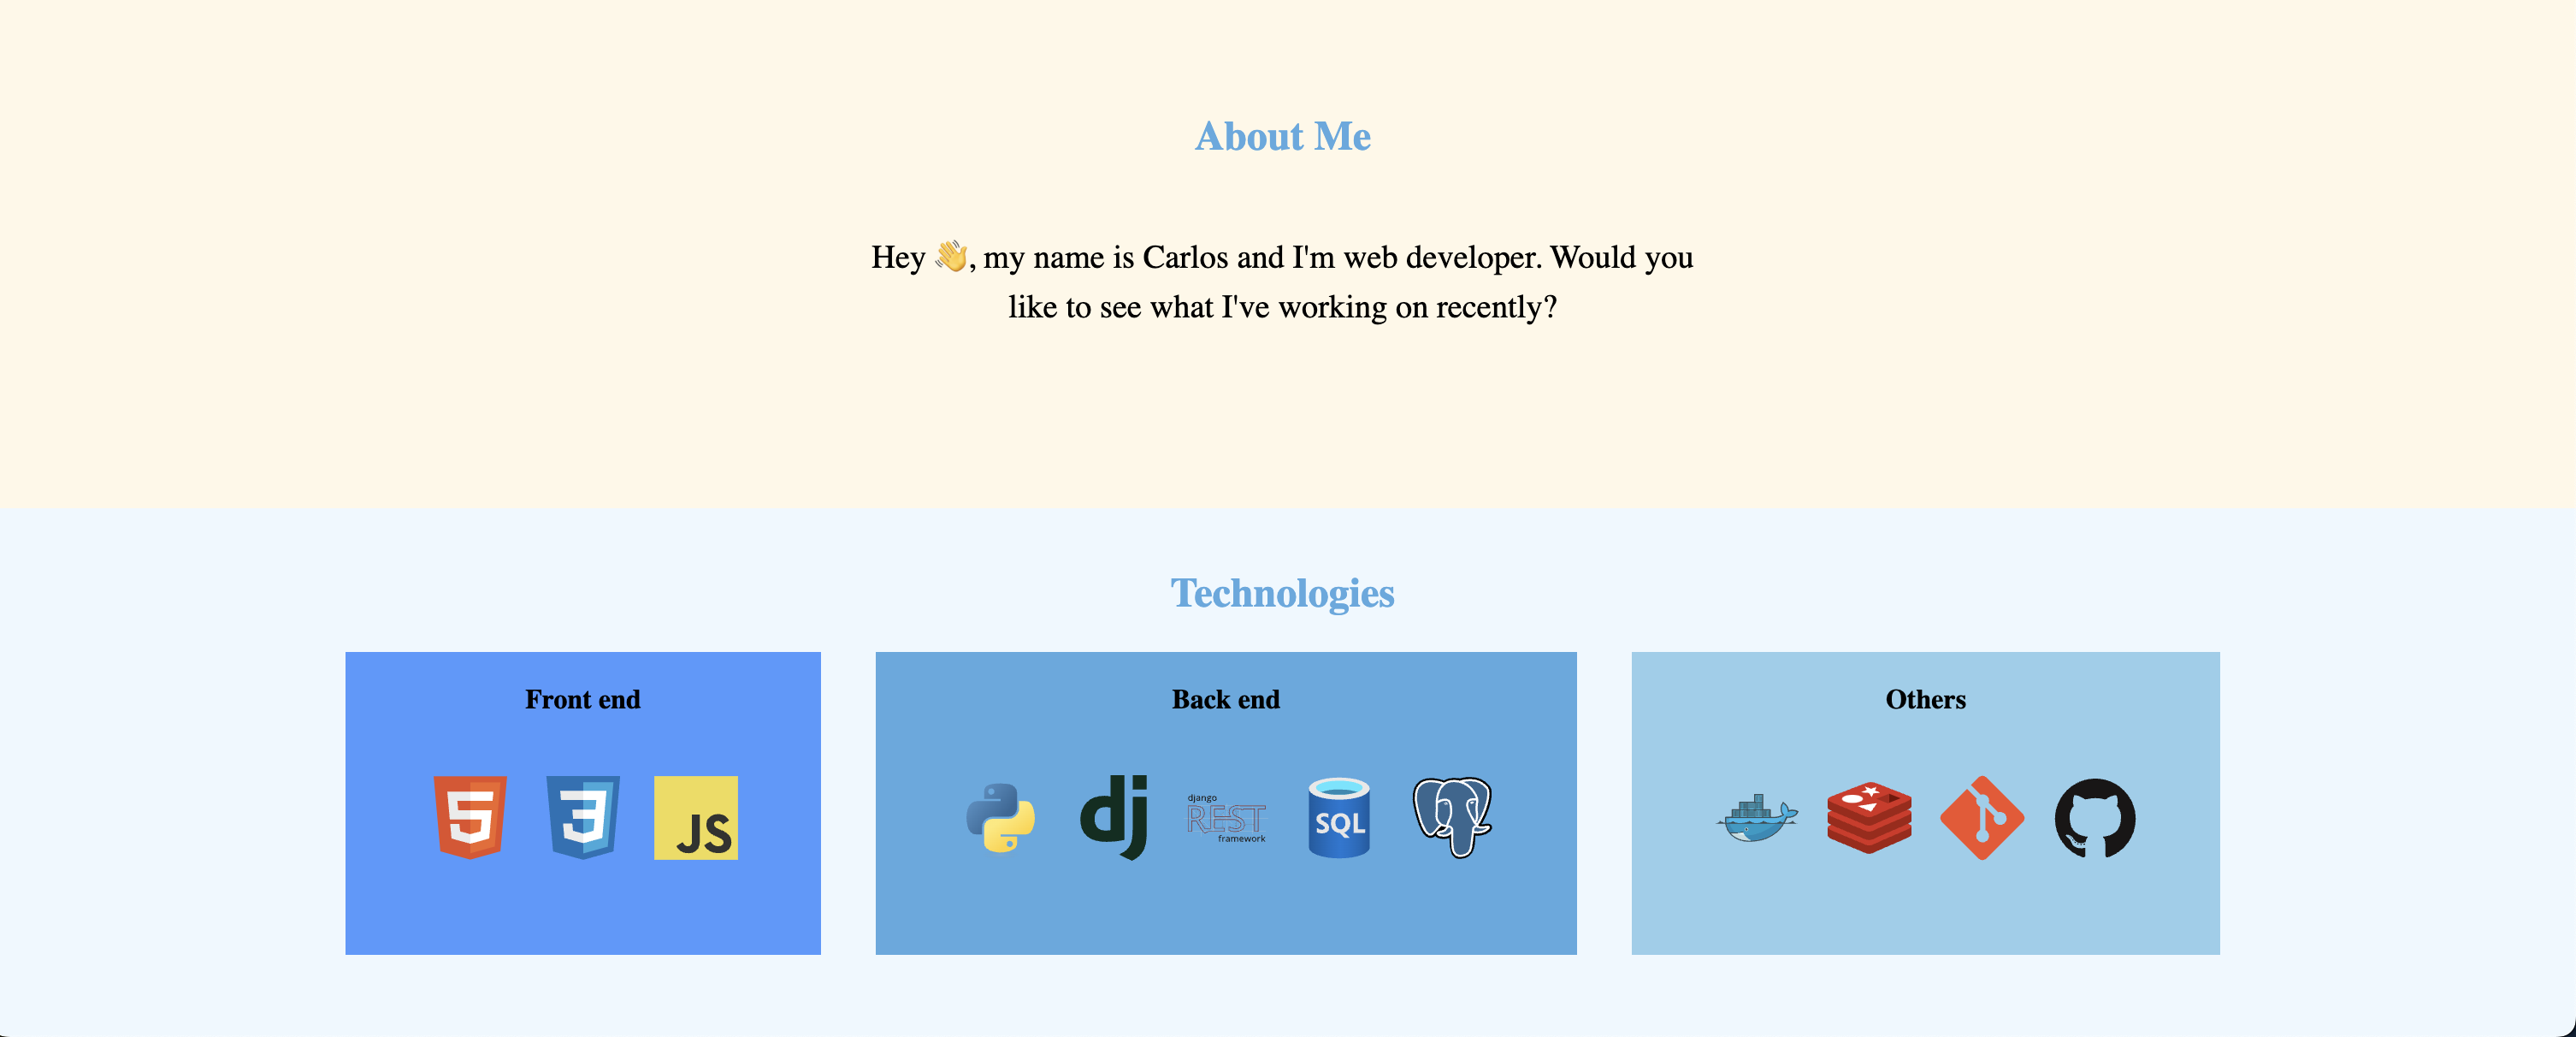 About Me
Hey 👋, my name is Carlos and I'm web developer. Would you
like to see what I've working on recently?
Technologies
Front end
Back end
Others
5
3
JS
dj
django
REST
framework
SQL